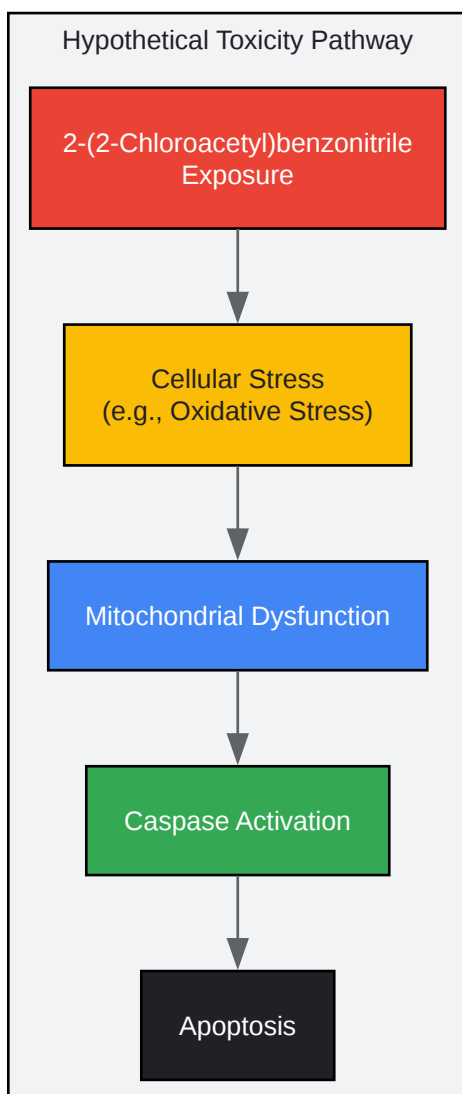 Hypothetical Toxicity Pathway
2-(2-Chloroacetyl)benzonitrile
Exposure
Cellular Stress
(e.g., Oxidative Stress)
Mitochondrial Dysfunction
Caspase Activation
Apoptosis